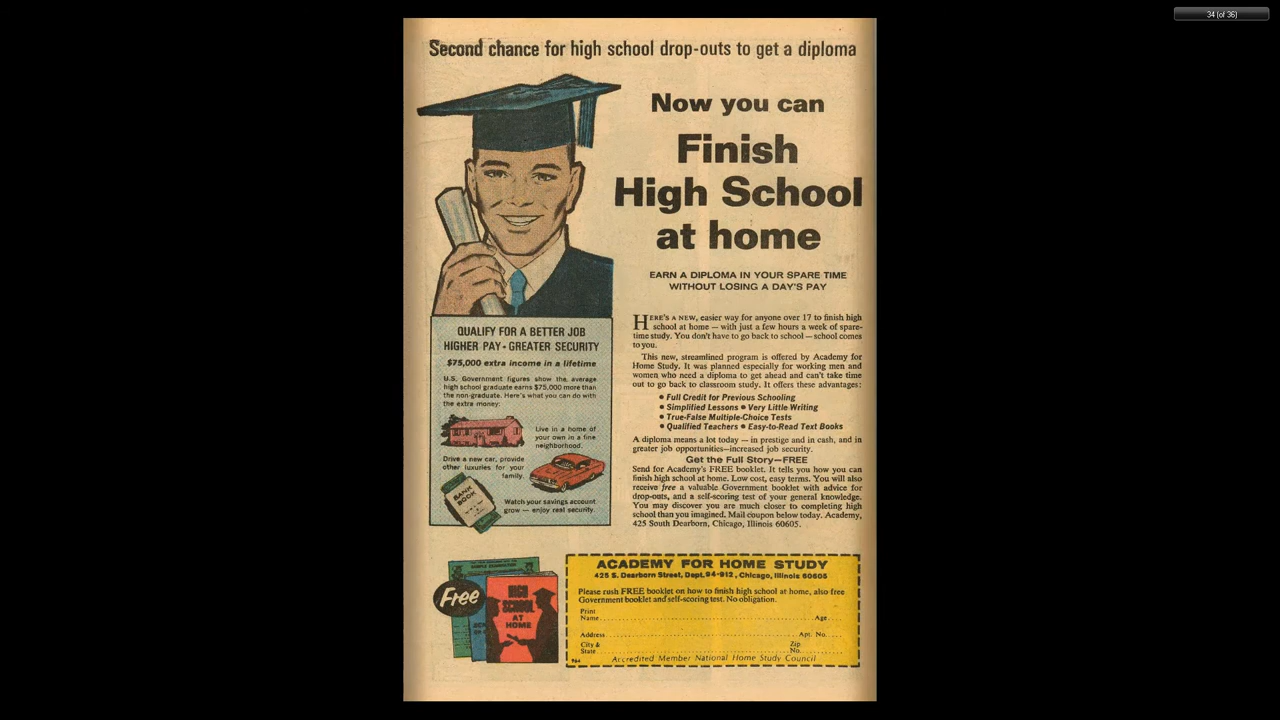 34 (of 36)
Second chance for high school drop-outs to get a diploma
Now you can
Finish
High School
at home
EARN A DIPLOMA IN YOUR SPARE TIME
WITHOUT LOSING A DAY'S PAY
HERE'S A NEW, easier way for anyone over 17 to finish high
school at home — with just a few hours a week of spare-
time study. You don't have to go back to school — school comes
to you.
This new, streamlined program is offered by Academy for
Home Study. It was planned especially for working men and
women who need a diploma to get ahead and can't take time
out to go back to classroom study. It offers these advantages:
● Full Credit for Previous Schooling
● Simplified Lessons ● Very Little Writing
● True-False Multiple-Choice Tests
● Qualified Teachers ● Easy-to-Read Text Books
A diploma means a lot today — in prestige and in cash, and in
greater job opportunities—increased job security.
Get the Full Story—FREE
Send for Academy's FREE booklet. It tells you how you can
finish high school at home. Low cost, easy terms. You will also
receive free a valuable Government booklet with advice for
drop-outs, and a self-scoring test of your general knowledge.
You may discover you are much closer to completing high
school than you imagined. Mail coupon below today. Academy,
425 South Dearborn, Chicago, Illinois 60605.
QUALIFY FOR A BETTER JOB
HIGHER PAY • GREATER SECURITY
$75,000 extra income in a lifetime
U.S. Government figures show the average
high school graduate earns $75,000 more than
the non-graduate. Here's what you can do with
the extra money:
Live in a home of
your own in a fine
neighborhood.
Drive a new car, provide
other luxuries for your
family.
BANK
BOOK
Watch your savings account
grow — enjoy real security.
Free
HIGH
SCHOOL
AT
HOME
ACADEMY FOR HOME STUDY
425 S. Dearborn Street, Dept. 94-912, Chicago, Illinois 60605
Please rush FREE booklet on how to finish high school at home, also free
Government booklet and self-scoring test. No obligation.
Print
Name Age
Address Apt. No.
City & Zip
State No.
Accredited Member National Home Study Council